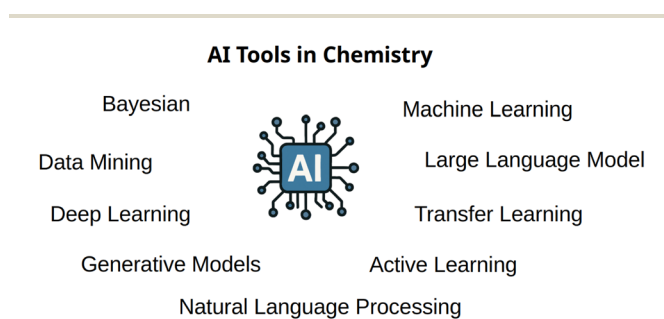 AI Tools in Chemistry
Bayesian
Machine Learning
Data Mining
AI
Large Language Model
Deep Learning
Transfer Learning
Generative Models
Active Learning
Natural Language Processing